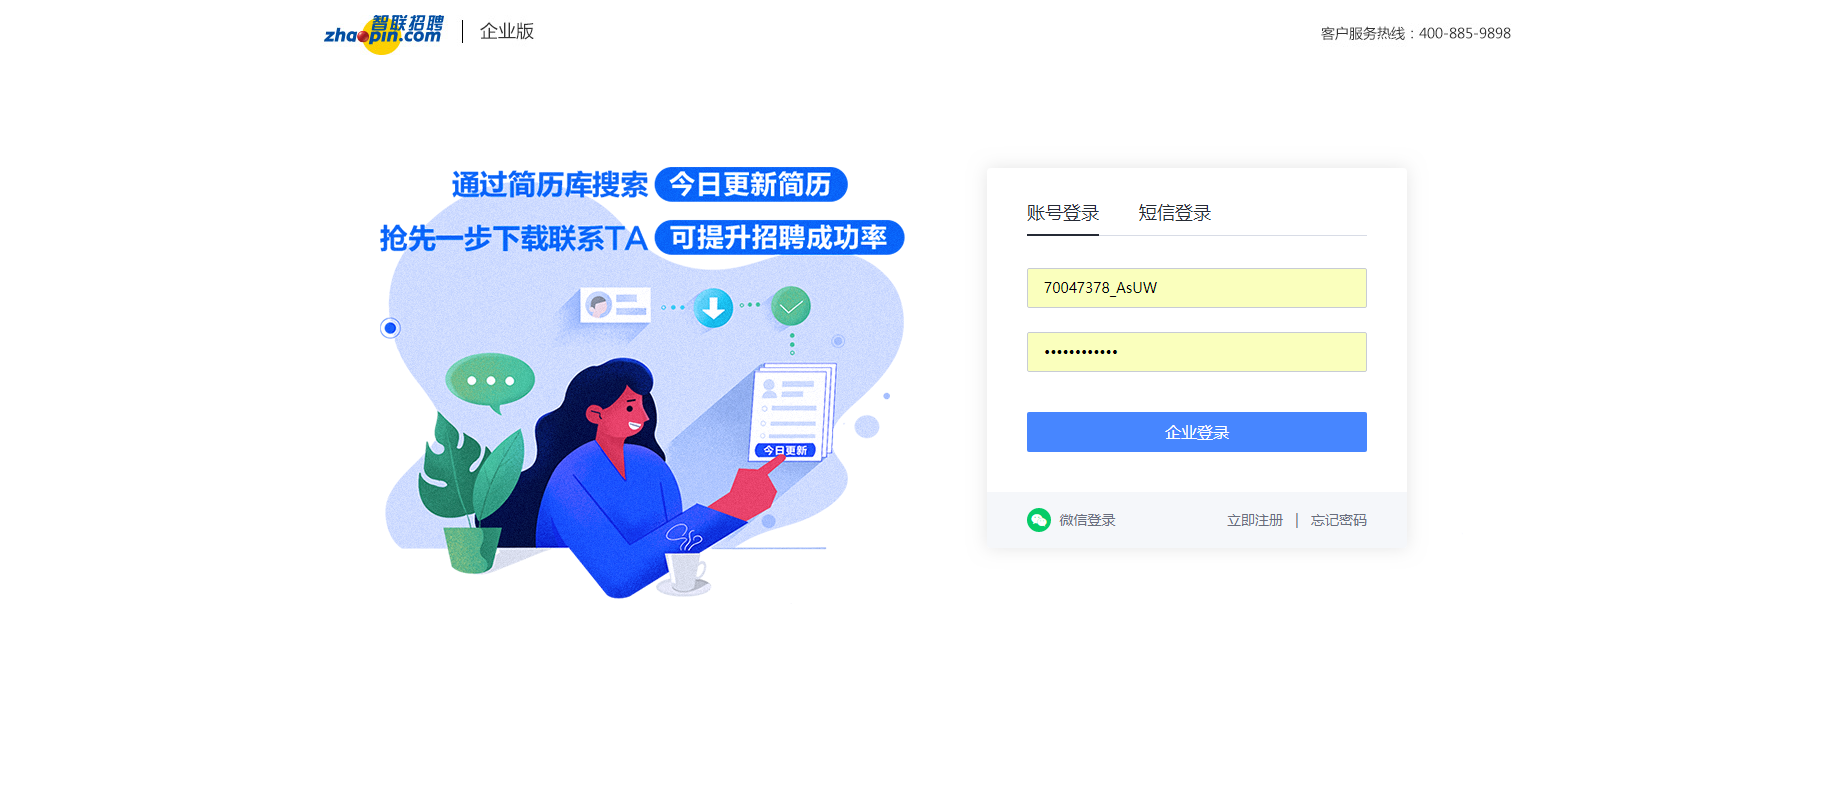 智联招聘
zhaopin.com
企业版
客户服务热线：400-885-9898
通过简历库搜索 今日更新简历
抢先一步下载联系TA 可提升招聘成功率
今日更新
账号登录 短信登录
70047378_AsUW
••••••••••••
企业登录
微信登录 立即注册 | 忘记密码